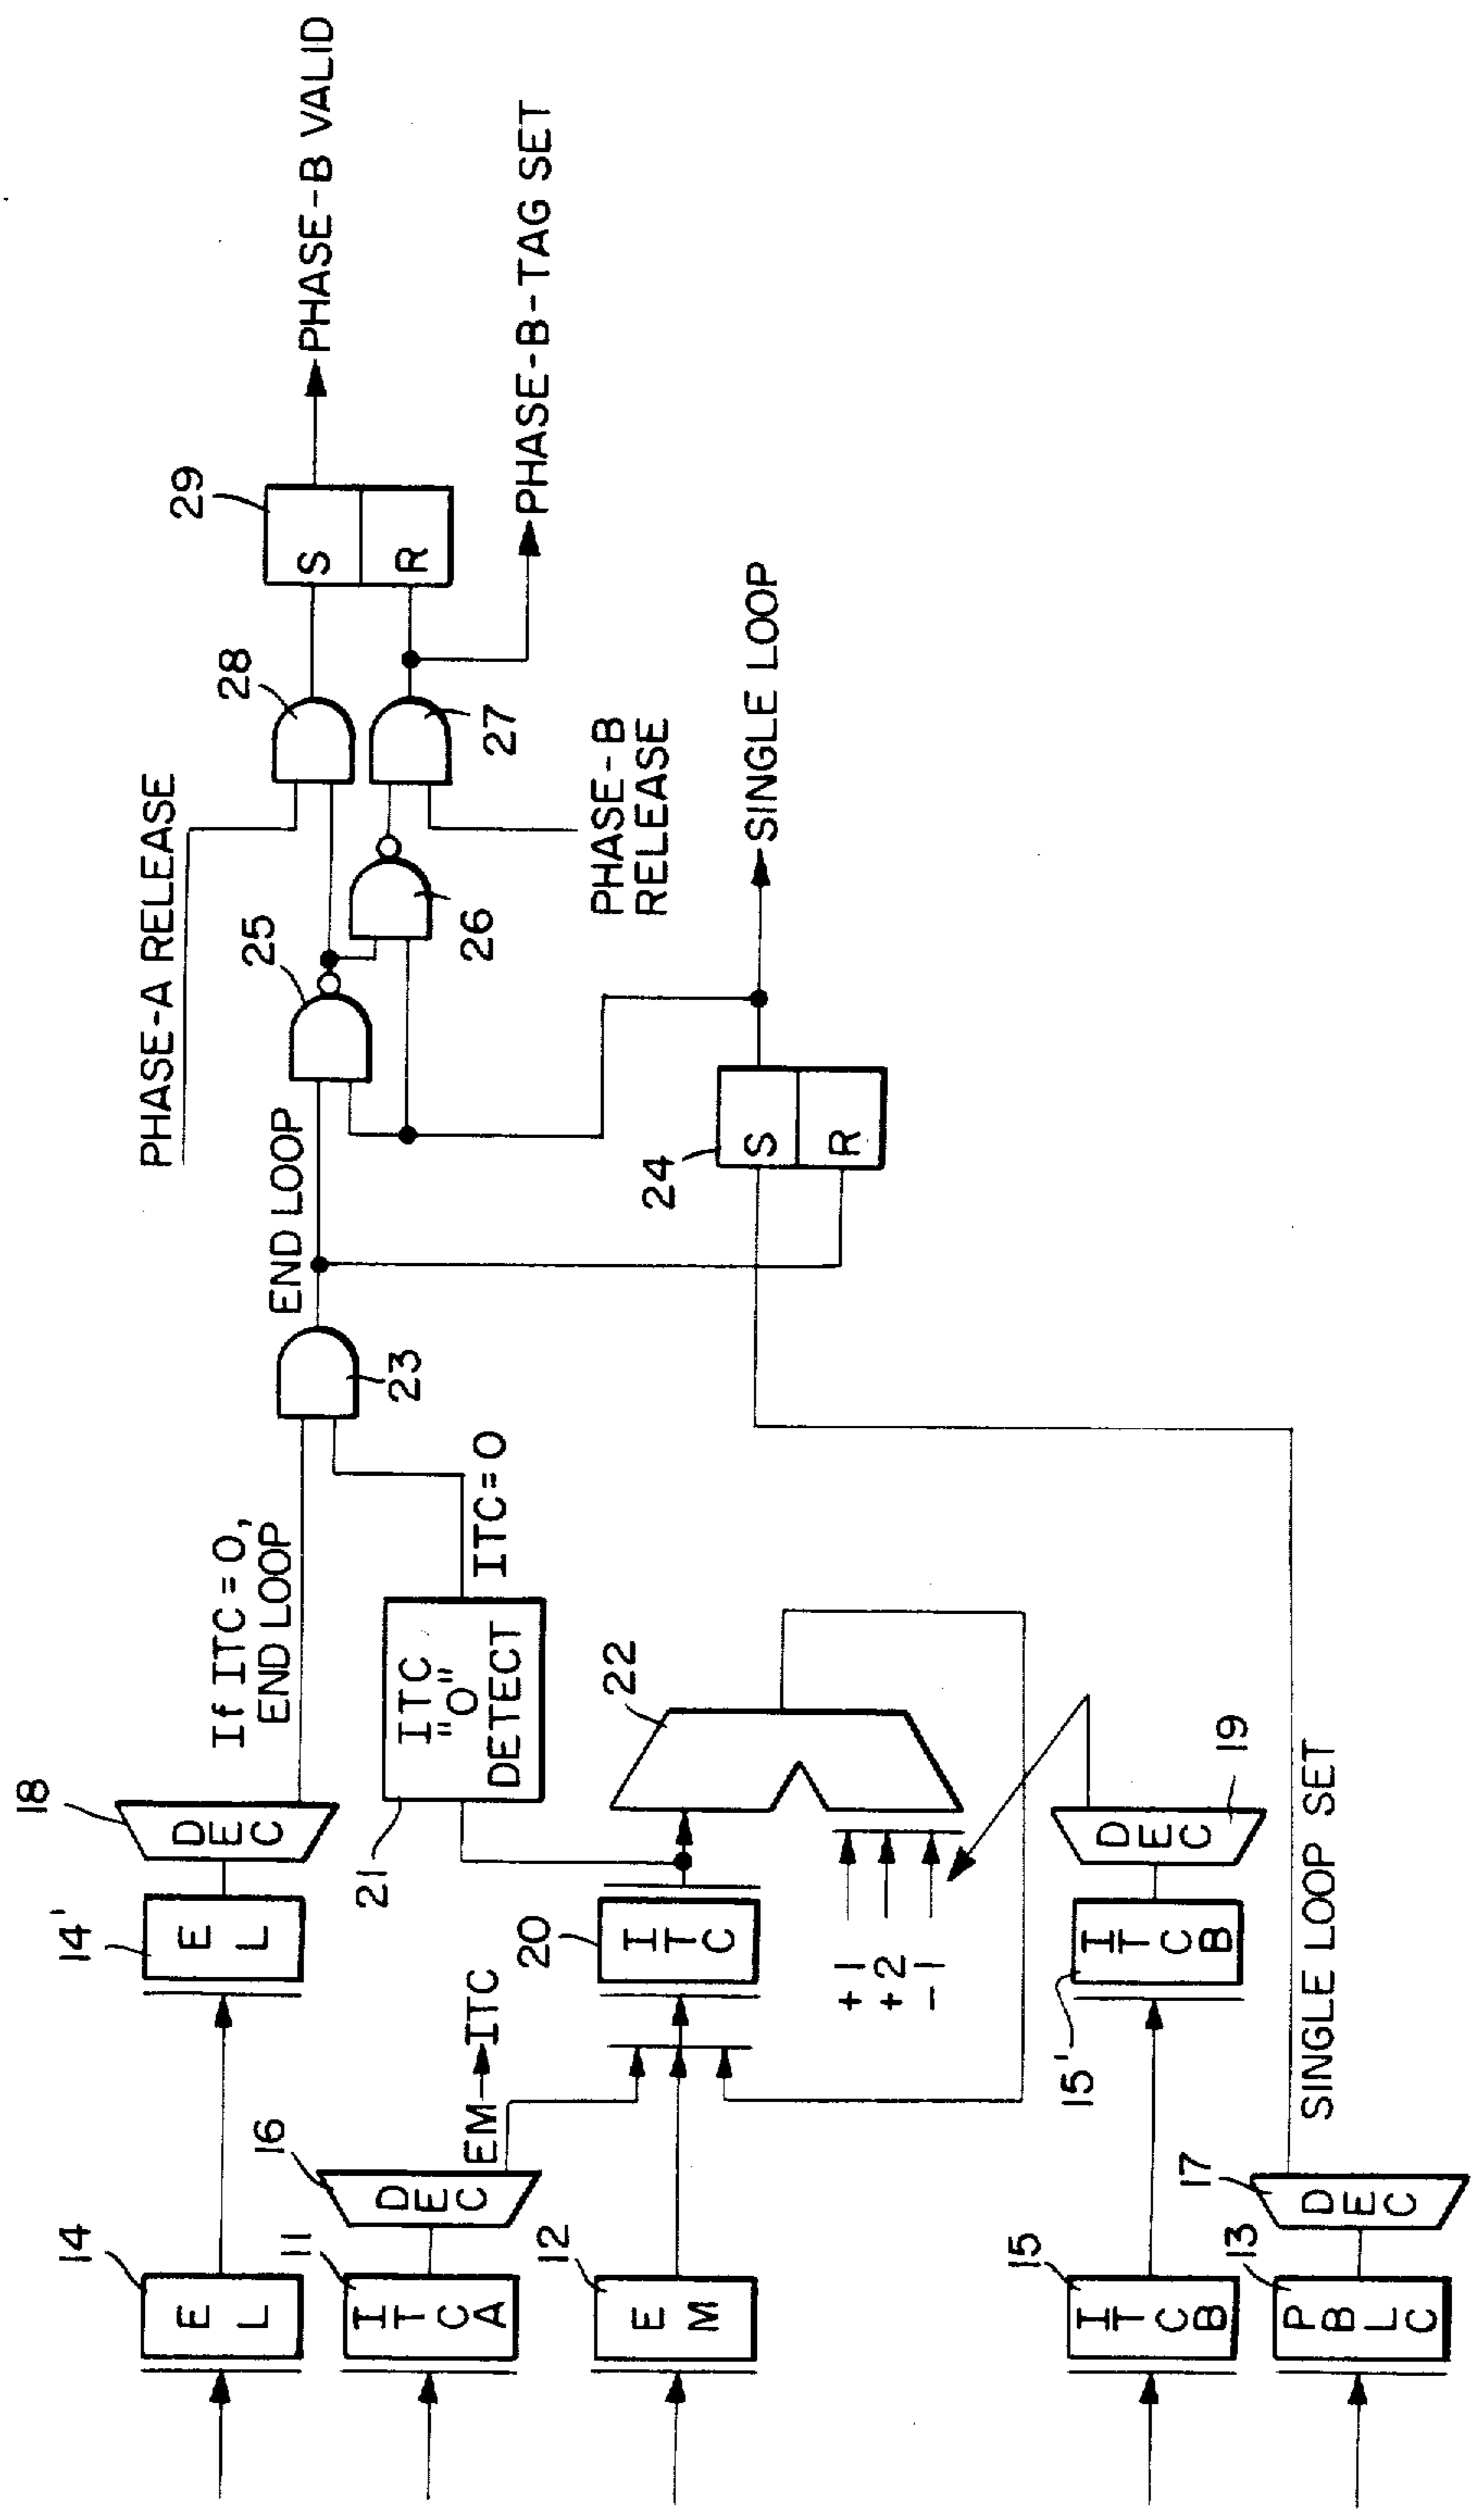 14
EL
14'
EL
18
DEC
If ITC = 0,
END LOOP
11
ITCA
16
DEC
EM→ITC
21
ITC
"0"
DETECT
ITC = 0
23
END LOOP
PHASE-A RELEASE
25
26
28
27
29
S
R
PHASE-B VALID
PHASE-B-TAG SET
PHASE-B
RELEASE
12
EM
20
ITC
22
+1
+2
-1
24
S
R
SINGLE LOOP
15
ITCB
15'
ITCB
19
DEC
13
PBLC
17
DEC
SINGLE LOOP SET